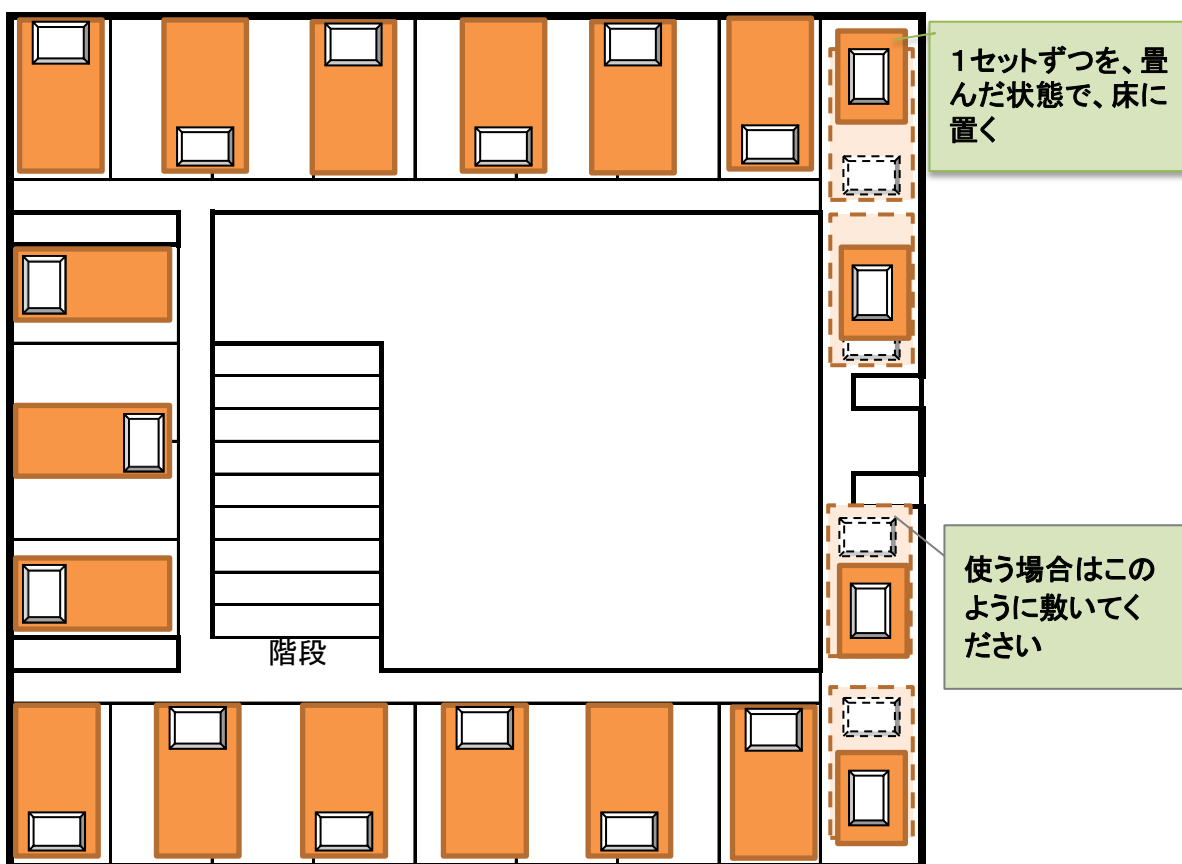 1セットずつを、畳
んだ状態で、床に
置く
使う場合はこの
ように敷いてく
ださい
階段